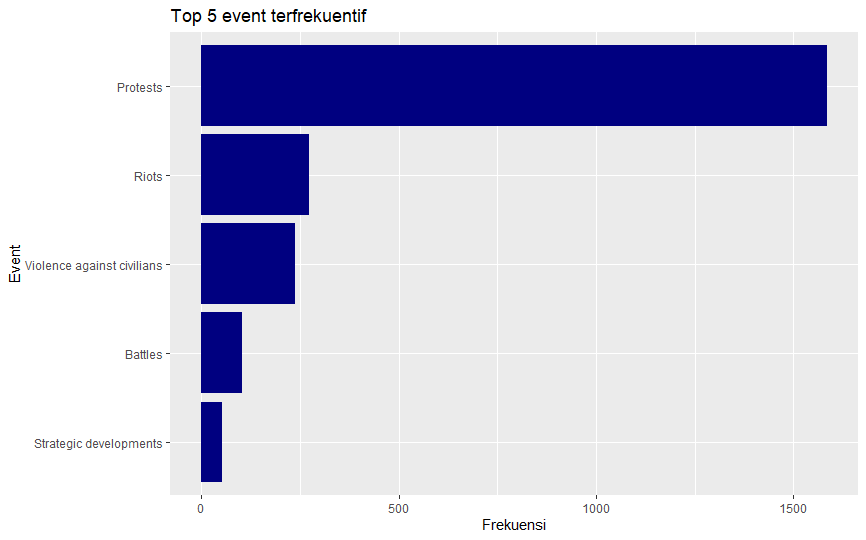 Top 5 event terfrekuentif
Protests
Riots
Violence against civilians
Battles
Strategic developments
Event
0 500 1000 1500
Frekuensi